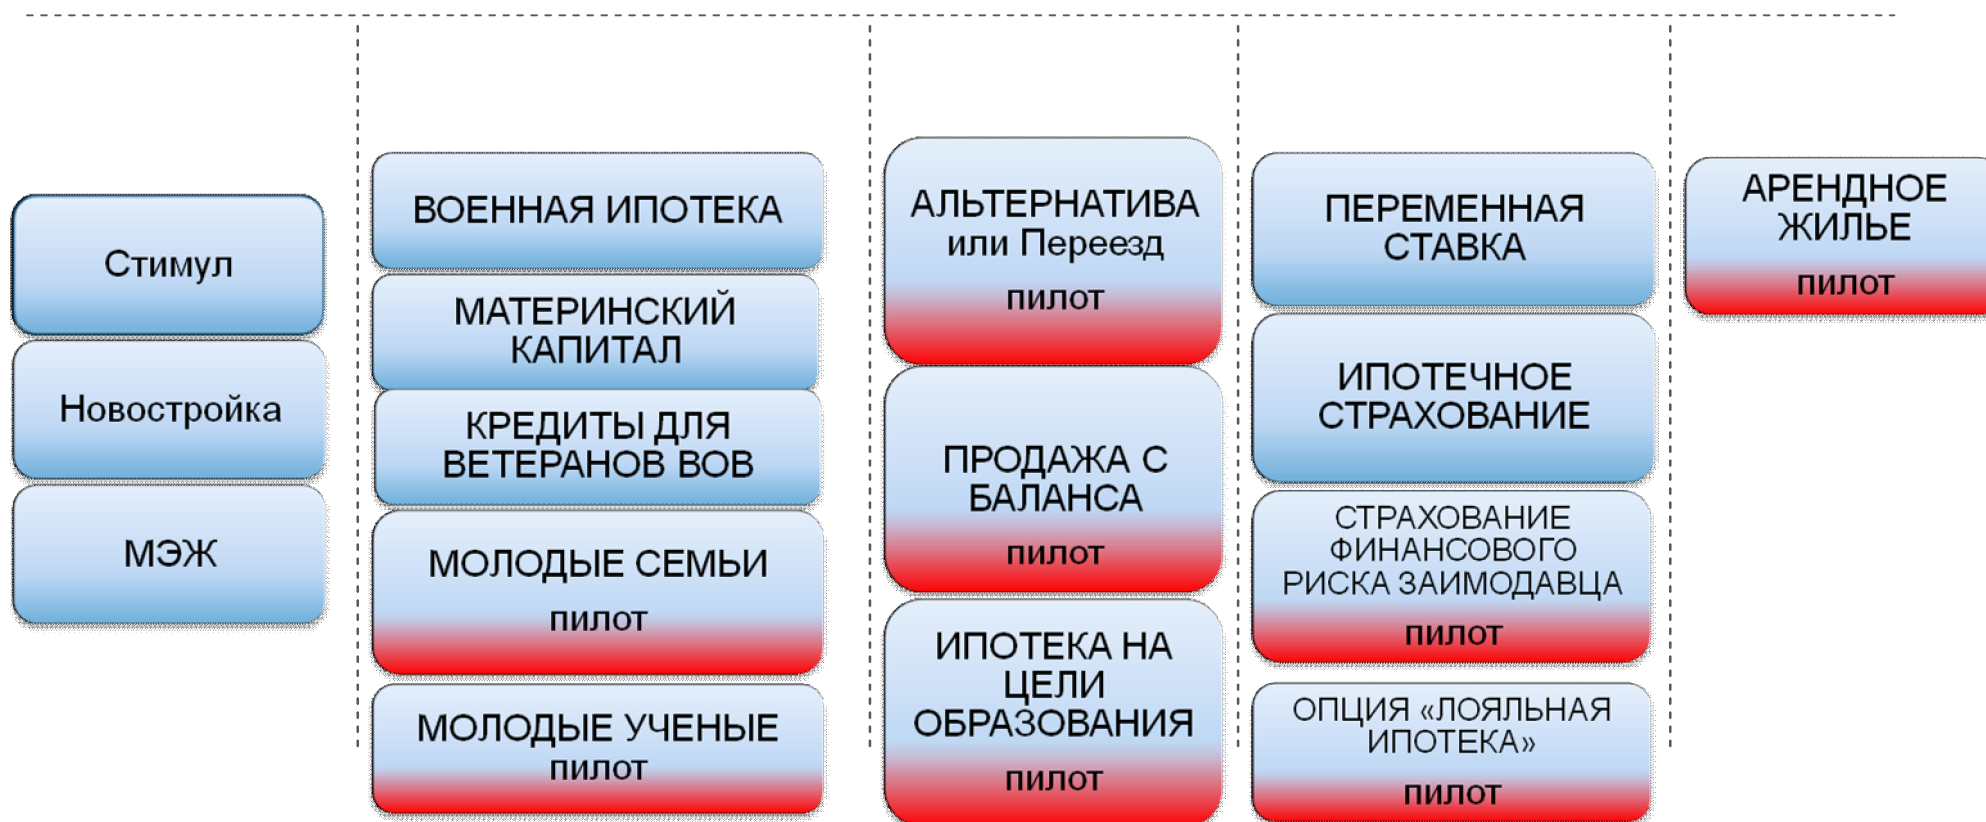 Стимул
Новостройка
МЭЖ
ВОЕННАЯ ИПОТЕКА
МАТЕРИНСКИЙ
КАПИТАЛ
КРЕДИТЫ ДЛЯ
ВЕТЕРАНОВ ВОВ
МОЛОДЫЕ СЕМЬИ
пилот
МОЛОДЫЕ УЧЕНЫЕ
пилот
АЛЬТЕРНАТИВА
или Переезд
пилот
ПРОДАЖА С
БАЛАНСА
пилот
ИПОТЕКА НА
ЦЕЛИ
ОБРАЗОВАНИЯ
пилот
ПЕРЕМЕННАЯ
СТАВКА
ИПОТЕЧНОЕ
СТРАХОВАНИЕ
СТРАХОВАНИЕ
ФИНАНСОВОГО
РИСКА ЗАИМОДАВЦА
пилот
ОПЦИЯ «ЛОЯЛЬНАЯ
ИПОТЕКА»
пилот
АРЕНДНОЕ
ЖИЛЬЕ
пилот